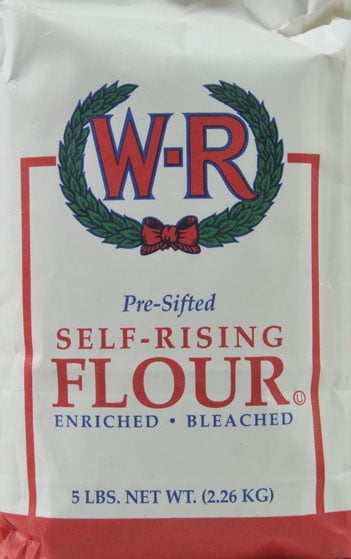 W-R
Pre-Sifted
SELF-RISING
FLOUR Ⓤ
ENRICHED • BLEACHED
5 LBS. NET WT. (2.26 KG)